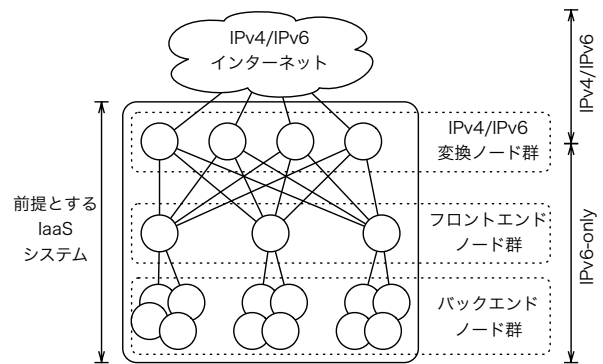 IPv4/IPv6
インターネット
IPv4/IPv6
IPv4/IPv6
変換ノード群
前提とする
IaaS
システム
フロントエンド
ノード群
IPv6-only
バックエンド
ノード群